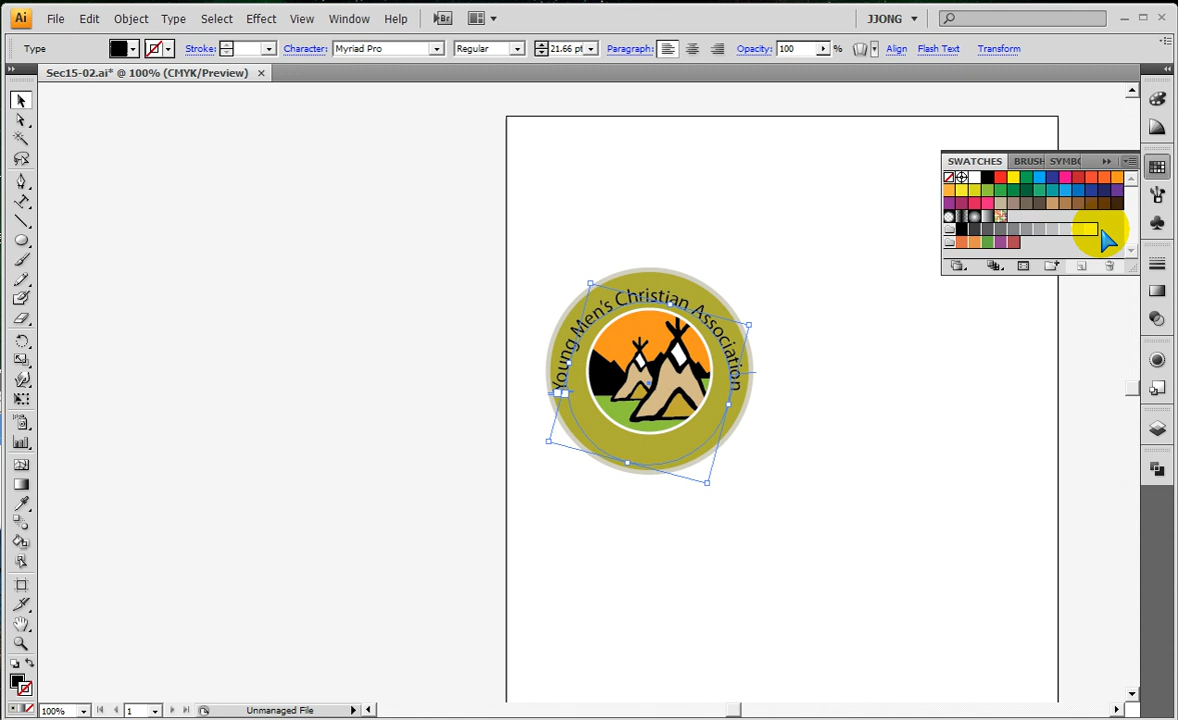 Ai File Edit Object Type Select Effect View Window Help Br JJONG
Type Stroke: Character: Myriad Pro Regular 21.66 pt Paragraph: Opacity: 100 % Align Flash Text Transform
Sec15-02.ai* @ 100% (CMYK/Preview)
SWATCHES BRUSH SYMBO
Young Men's Christian Association
100% 1 Unmanaged File